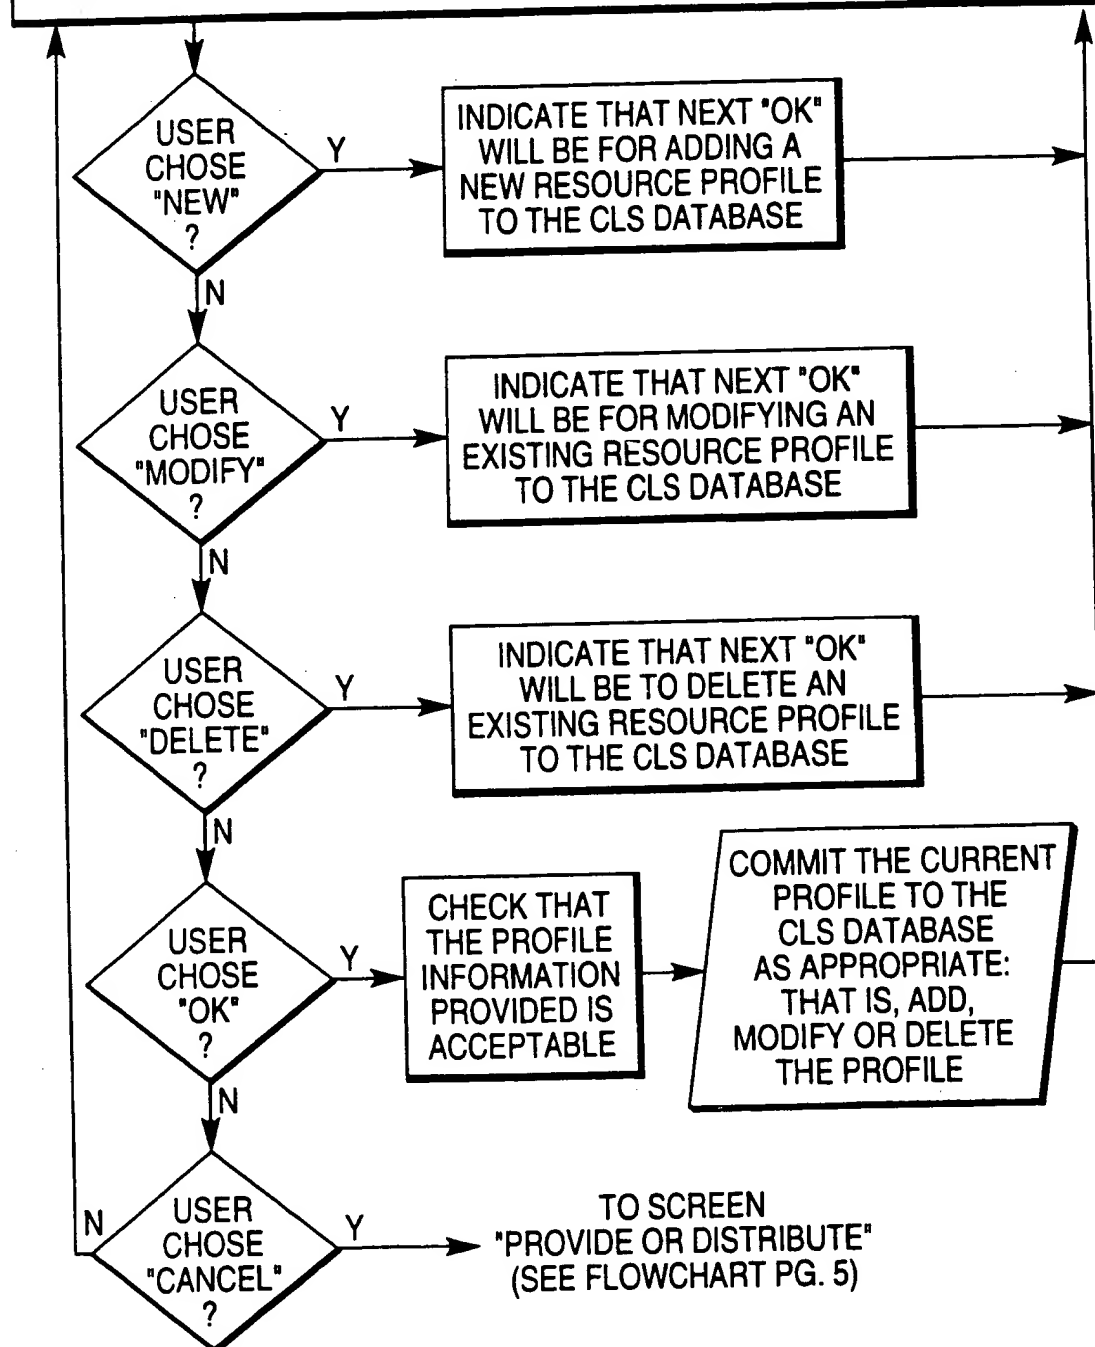 USER
CHOSE
"NEW"
?
Y
INDICATE THAT NEXT "OK"
WILL BE FOR ADDING A
NEW RESOURCE PROFILE
TO THE CLS DATABASE
N
USER
CHOSE
"MODIFY"
?
Y
INDICATE THAT NEXT "OK"
WILL BE FOR MODIFYING AN
EXISTING RESOURCE PROFILE
TO THE CLS DATABASE
N
USER
CHOSE
"DELETE"
?
Y
INDICATE THAT NEXT "OK"
WILL BE TO DELETE AN
EXISTING RESOURCE PROFILE
TO THE CLS DATABASE
N
USER
CHOSE
"OK"
?
Y
CHECK THAT
THE PROFILE
INFORMATION
PROVIDED IS
ACCEPTABLE
COMMIT THE CURRENT
PROFILE TO THE
CLS DATABASE
AS APPROPRIATE:
THAT IS, ADD,
MODIFY OR DELETE
THE PROFILE
N
USER
CHOSE
"CANCEL"
?
N
Y
TO SCREEN
"PROVIDE OR DISTRIBUTE"
(SEE FLOWCHART PG. 5)